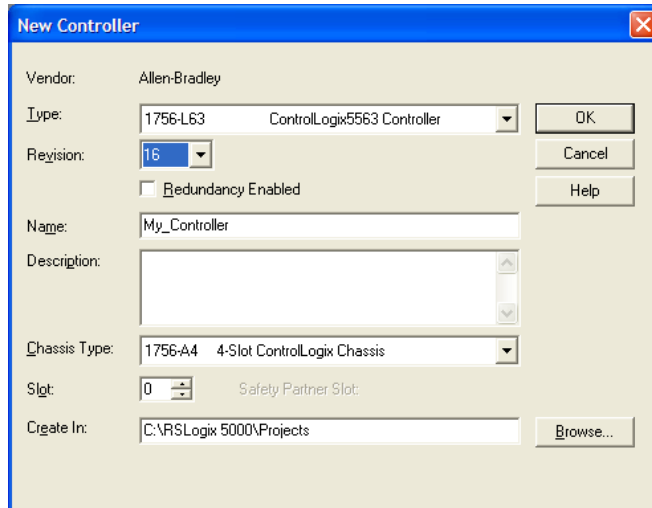 New Controller
Vendor: Allen-Bradley
Type: 1756-L63 ControlLogix5563 Controller OK
Revision: 16 Cancel
Redundancy Enabled Help
Name: My_Controller
Description:
Chassis Type: 1756-A4 4-Slot ControlLogix Chassis
Slot: 0 Safety Partner Slot:
Create In: C:\RSLogix 5000\Projects Browse...